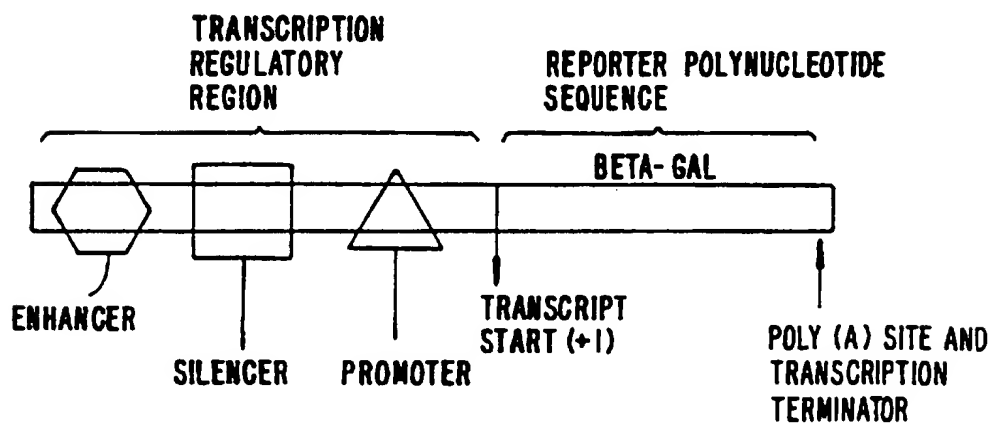 TRANSCRIPTION
REGULATORY
REGION
REPORTER POLYNUCLEOTIDE
SEQUENCE
BETA-GAL
ENHANCER
SILENCER
PROMOTER
TRANSCRIPT
START (+1)
POLY (A) SITE AND
TRANSCRIPTION
TERMINATOR